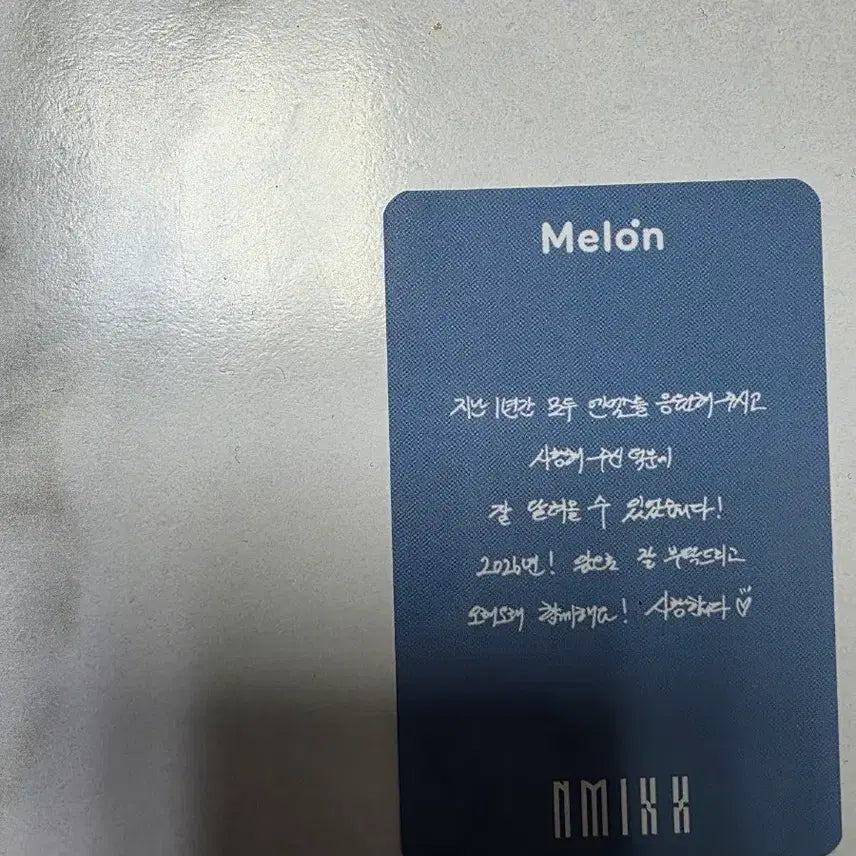 Melon
지난 1년간 모두 엔믹스를 응원해주시고
사랑해주신 덕분에
잘 달려올 수 있었습니다!
2026년! 앞으로 잘 부탁드리고
오래오래 함께해요! 사랑합니다♡
NMIXX